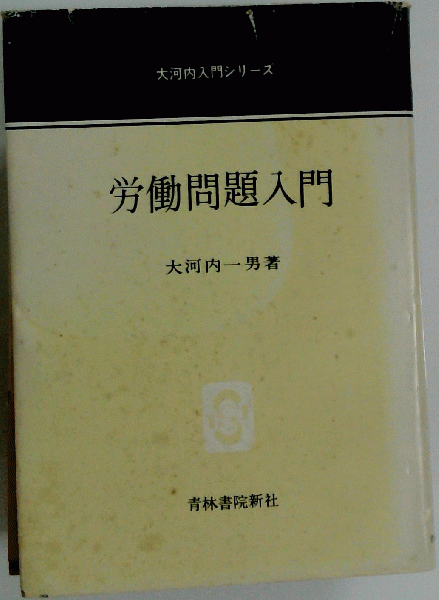 大河内入門シリーズ
労働問題入門
大河内一男著
青林書院新社